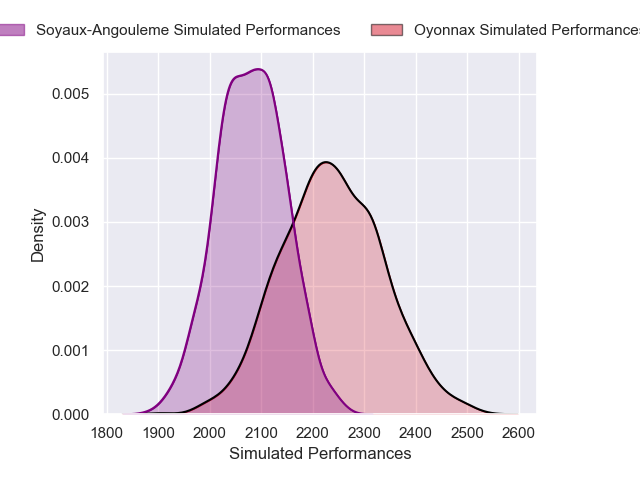 Soyaux-Angouleme Simulated Performances Oyonnax Simulated Performances
0.005
0.004
0.003
0.002
0.001
0.000
Density
1800 1900 2000 2100 2200 2300 2400 2500 2600
Simulated Performances